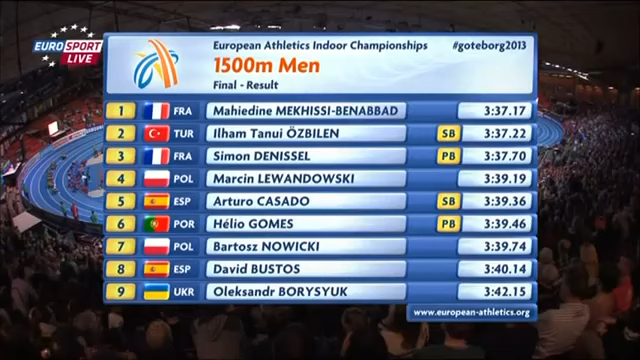 EUROSPORT
LIVE
European Athletics Indoor Championships #goteborg2013
1500m Men
Final - Result
1 FRA Mahiedine MEKHISSI-BENABBAD 3:37.17
2 TUR Ilham Tanui ÖZBILEN SB 3:37.22
3 FRA Simon DENISSEL PB 3:37.70
4 POL Marcin LEWANDOWSKI 3:39.19
5 ESP Arturo CASADO SB 3:39.36
6 POR Hélio GOMES PB 3:39.46
7 POL Bartosz NOWICKI 3:39.74
8 ESP David BUSTOS 3:40.14
9 UKR Oleksandr BORYSYUK 3:42.15
www.european-athletics.org